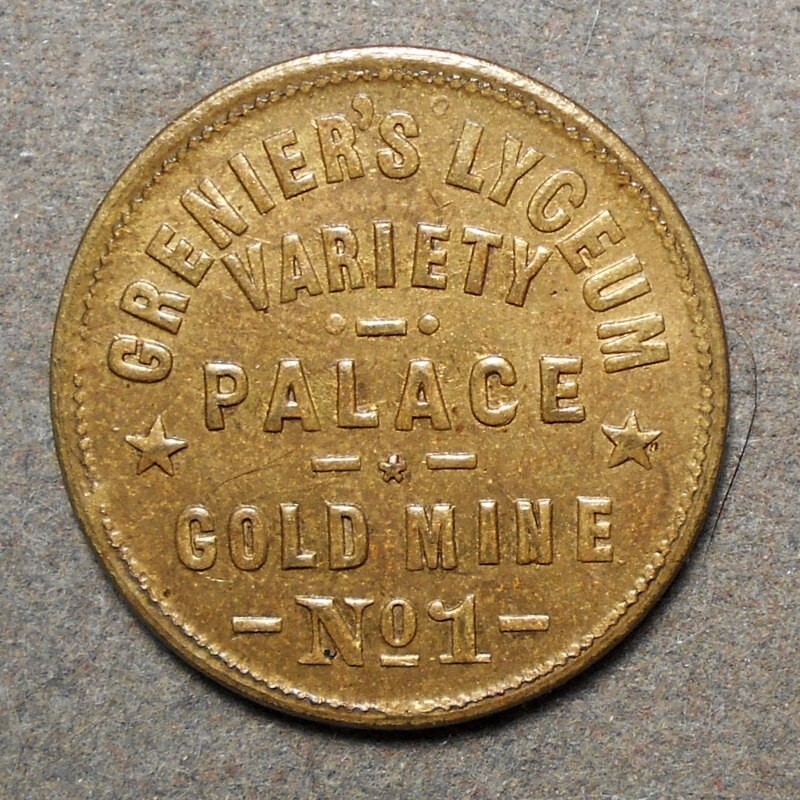 GRENIER'S LYCEUM
VARIETY
PALACE
GOLD MINE
- No 1 -